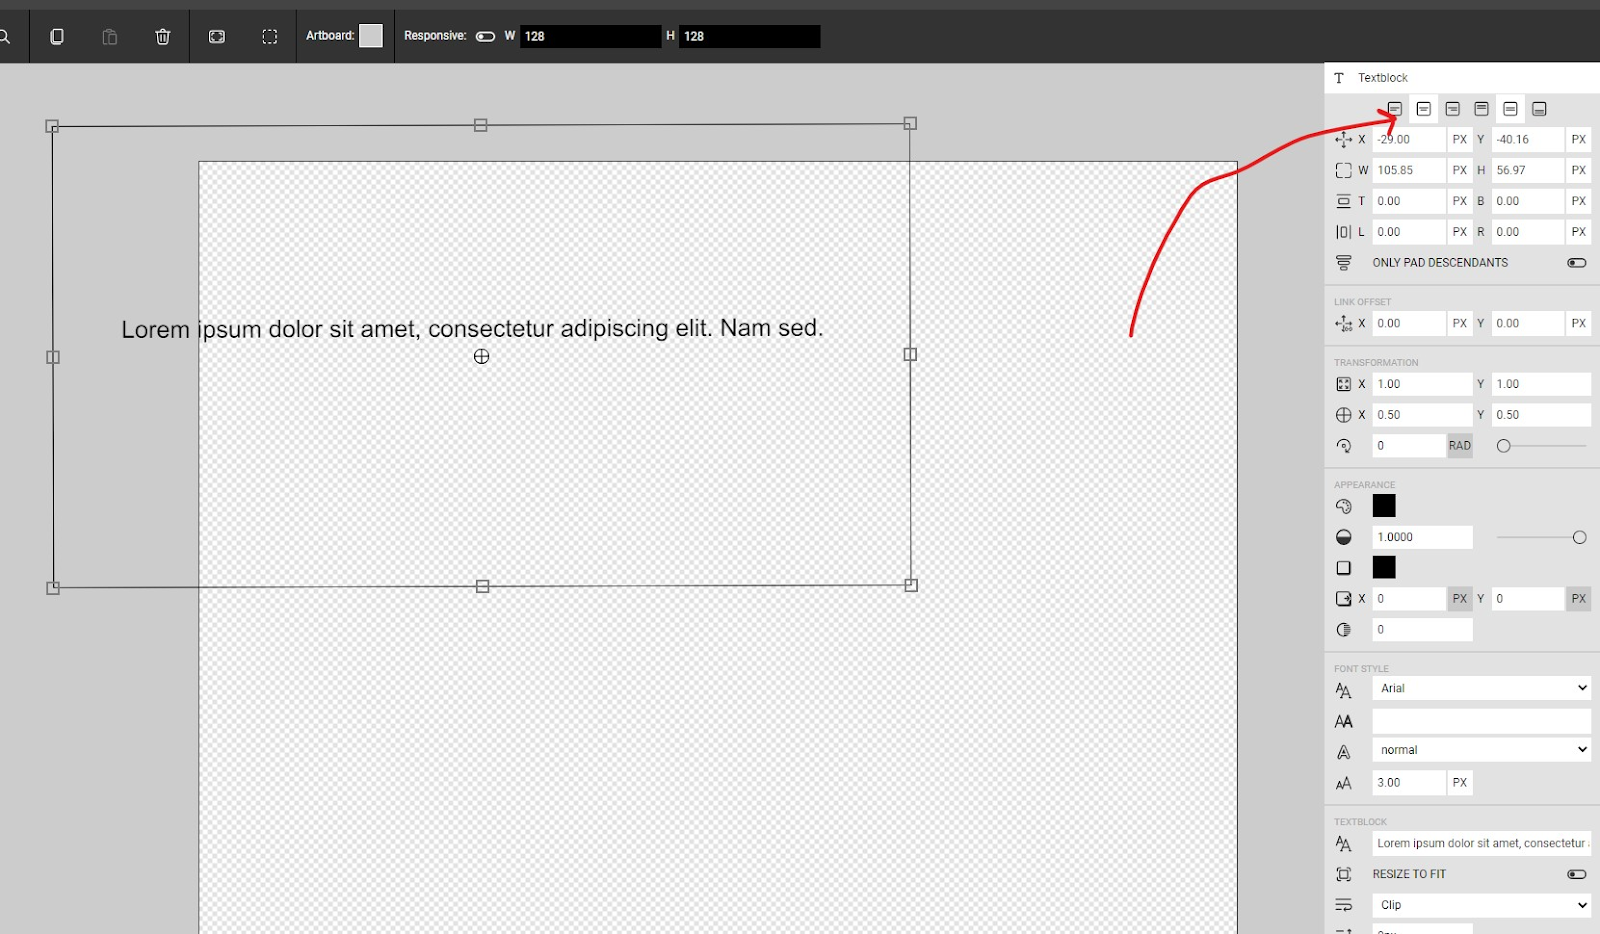 Artboard: Responsive: W 128 H 128
T Textblock
X -29.00 PX Y -40.16 PX
W 105.85 PX H 56.97 PX
T 0.00 PX B 0.00 PX
L 0.00 PX R 0.00 PX
ONLY PAD DESCENDANTS
LINK OFFSET
X 0.00 PX Y 0.00 PX
TRANSFORMATION
X 1.00 Y 1.00
X 0.50 Y 0.50
0 RAD
APPEARANCE
1.0000
X 0 PX Y 0 PX
0
FONT STYLE
AA Arial
AA
A normal
AA 3.00 PX
TEXTBLOCK
AA Lorem ipsum dolor sit amet, consectetur
RESIZE TO FIT
Clip
Lorem ipsum dolor sit amet, consectetur adipiscing elit. Nam sed.